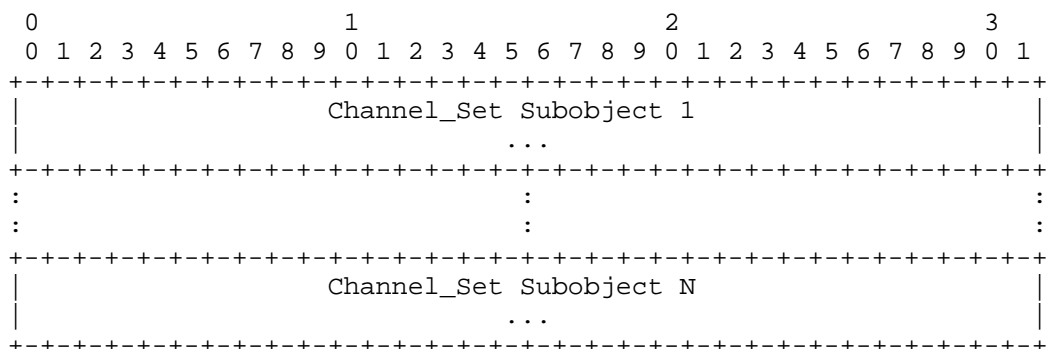 0                   1                   2                   3
 0 1 2 3 4 5 6 7 8 9 0 1 2 3 4 5 6 7 8 9 0 1 2 3 4 5 6 7 8 9 0 1
+-+-+-+-+-+-+-+-+-+-+-+-+-+-+-+-+-+-+-+-+-+-+-+-+-+-+-+-+-+-+-+-+
|                   Channel_Set Subobject 1                     |
|                              ...                              |
+-+-+-+-+-+-+-+-+-+-+-+-+-+-+-+-+-+-+-+-+-+-+-+-+-+-+-+-+-+-+-+-+
:                               :                               :
:                               :                               :
+-+-+-+-+-+-+-+-+-+-+-+-+-+-+-+-+-+-+-+-+-+-+-+-+-+-+-+-+-+-+-+-+
|                   Channel_Set Subobject N                     |
|                              ...                              |
+-+-+-+-+-+-+-+-+-+-+-+-+-+-+-+-+-+-+-+-+-+-+-+-+-+-+-+-+-+-+-+-+